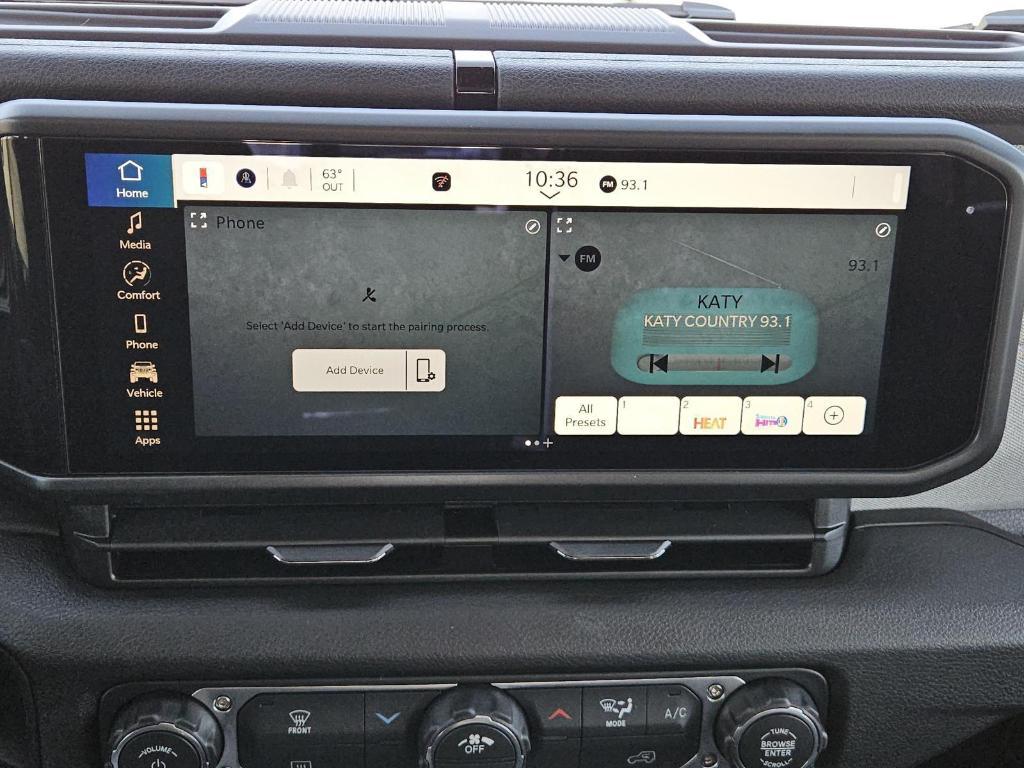 Home
63°
OUT
10:36
FM 93.1
Media
Comfort
Phone
Vehicle
Apps
Phone
Select 'Add Device' to start the pairing process.
Add Device
FM
93.1
KATY
KATY COUNTRY 93.1
All
Presets
1
2
HEAT
3
Hits
4
VOLUME
FRONT
OFF
MODE
A/C
TUNE
BROWSE
ENTER
SCROLL